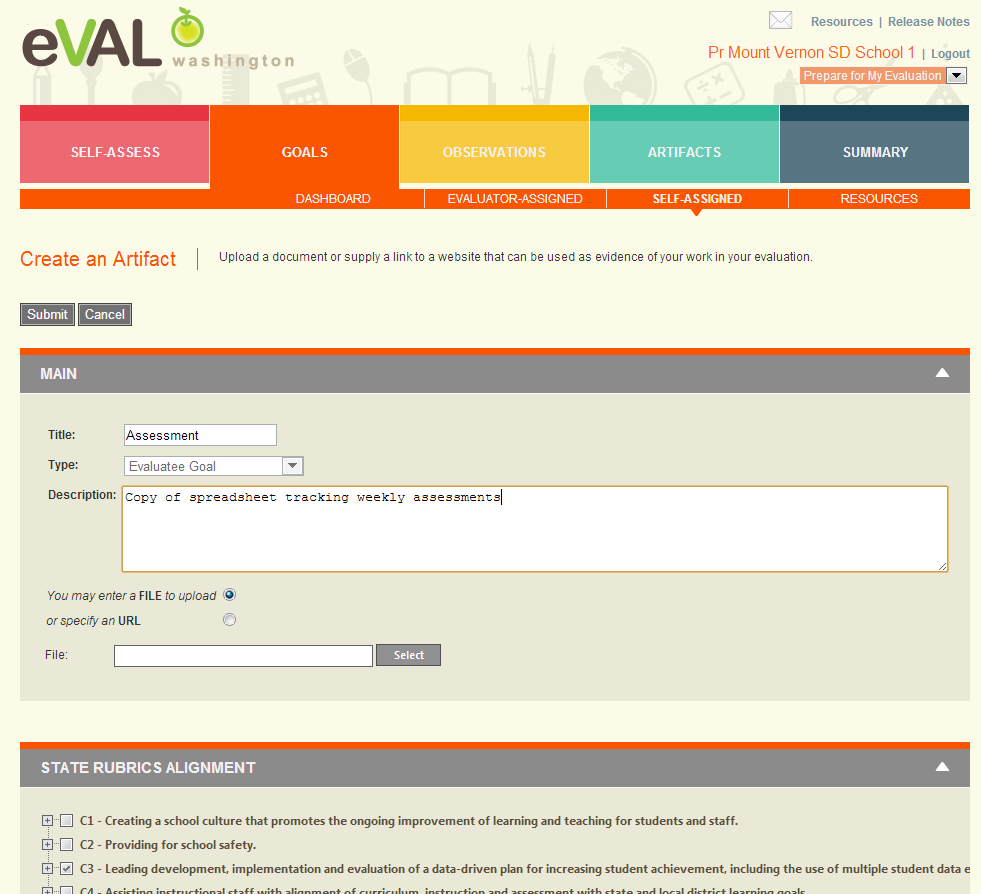 eVAL washington
Resources | Release Notes
Pr Mount Vernon SD School 1 | Logout
Prepare for My Evaluation
SELF-ASSESS GOALS OBSERVATIONS ARTIFACTS SUMMARY
DASHBOARD EVALUATOR-ASSIGNED SELF-ASSIGNED RESOURCES
Create an Artifact Upload a document or supply a link to a website that can be used as evidence of your work in your evaluation.
Submit Cancel
MAIN
Title: Assessment
Type: Evaluatee Goal
Description: Copy of spreadsheet tracking weekly assessments
You may enter a FILE to upload
or specify an URL
File: Select
STATE RUBRICS ALIGNMENT
C1 - Creating a school culture that promotes the ongoing improvement of learning and teaching for students and staff.
C2 - Providing for school safety.
C3 - Leading development, implementation and evaluation of a data-driven plan for increasing student achievement, including the use of multiple student data e
C4 - Assisting instructional staff with alignment of curriculum, instruction and assessment with state and local district learning goals.